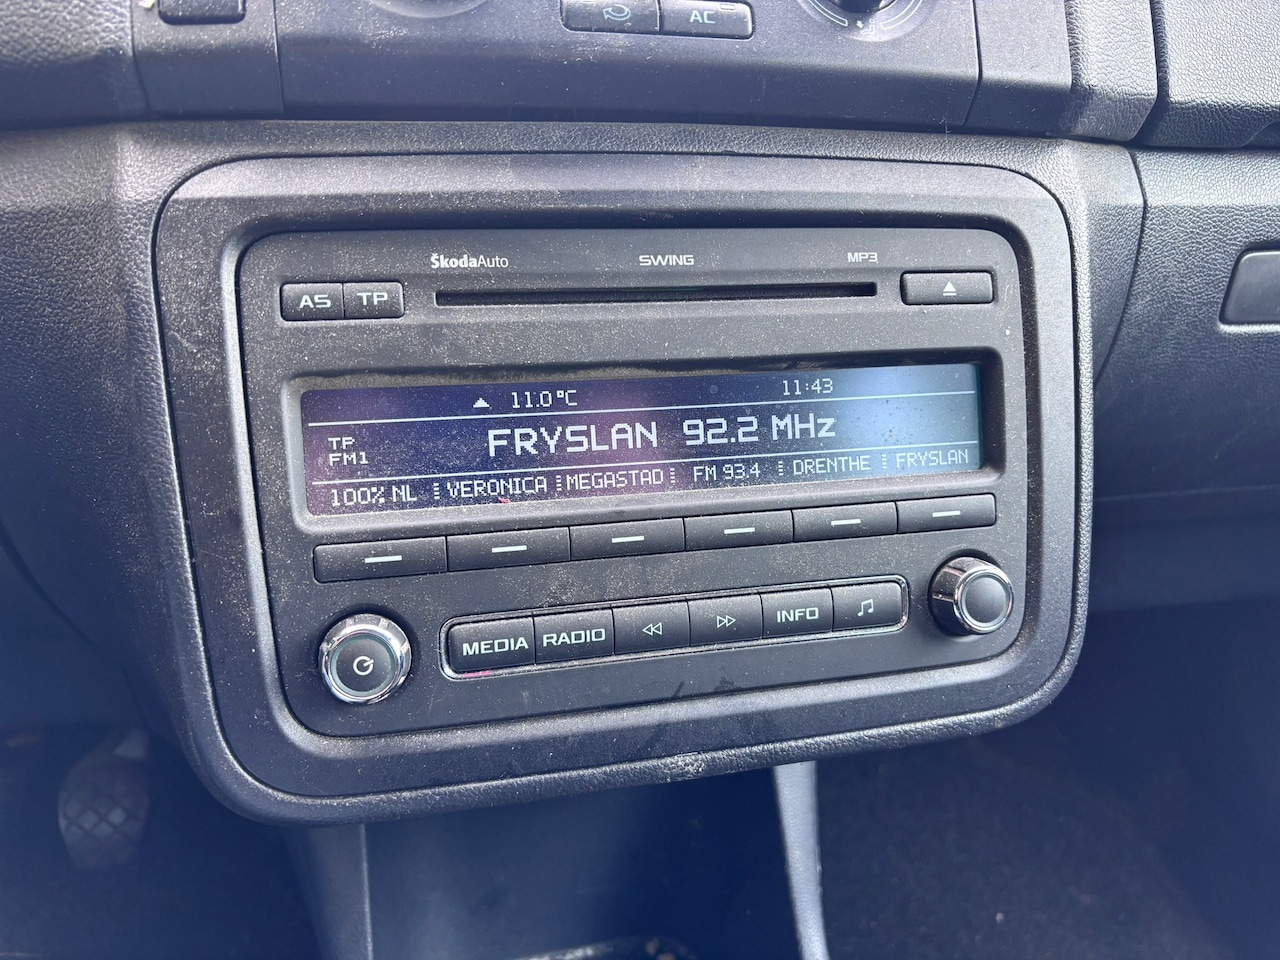 AC
ŠkodaAuto SWING MP3
AS TP
11.0°C 11:43
TP
FM1
FRYSLAN 92.2 MHz
100% NL VERONICA MEGASTAD FM 93.4 DRENTHE FRYSLAN
MEDIA RADIO INFO